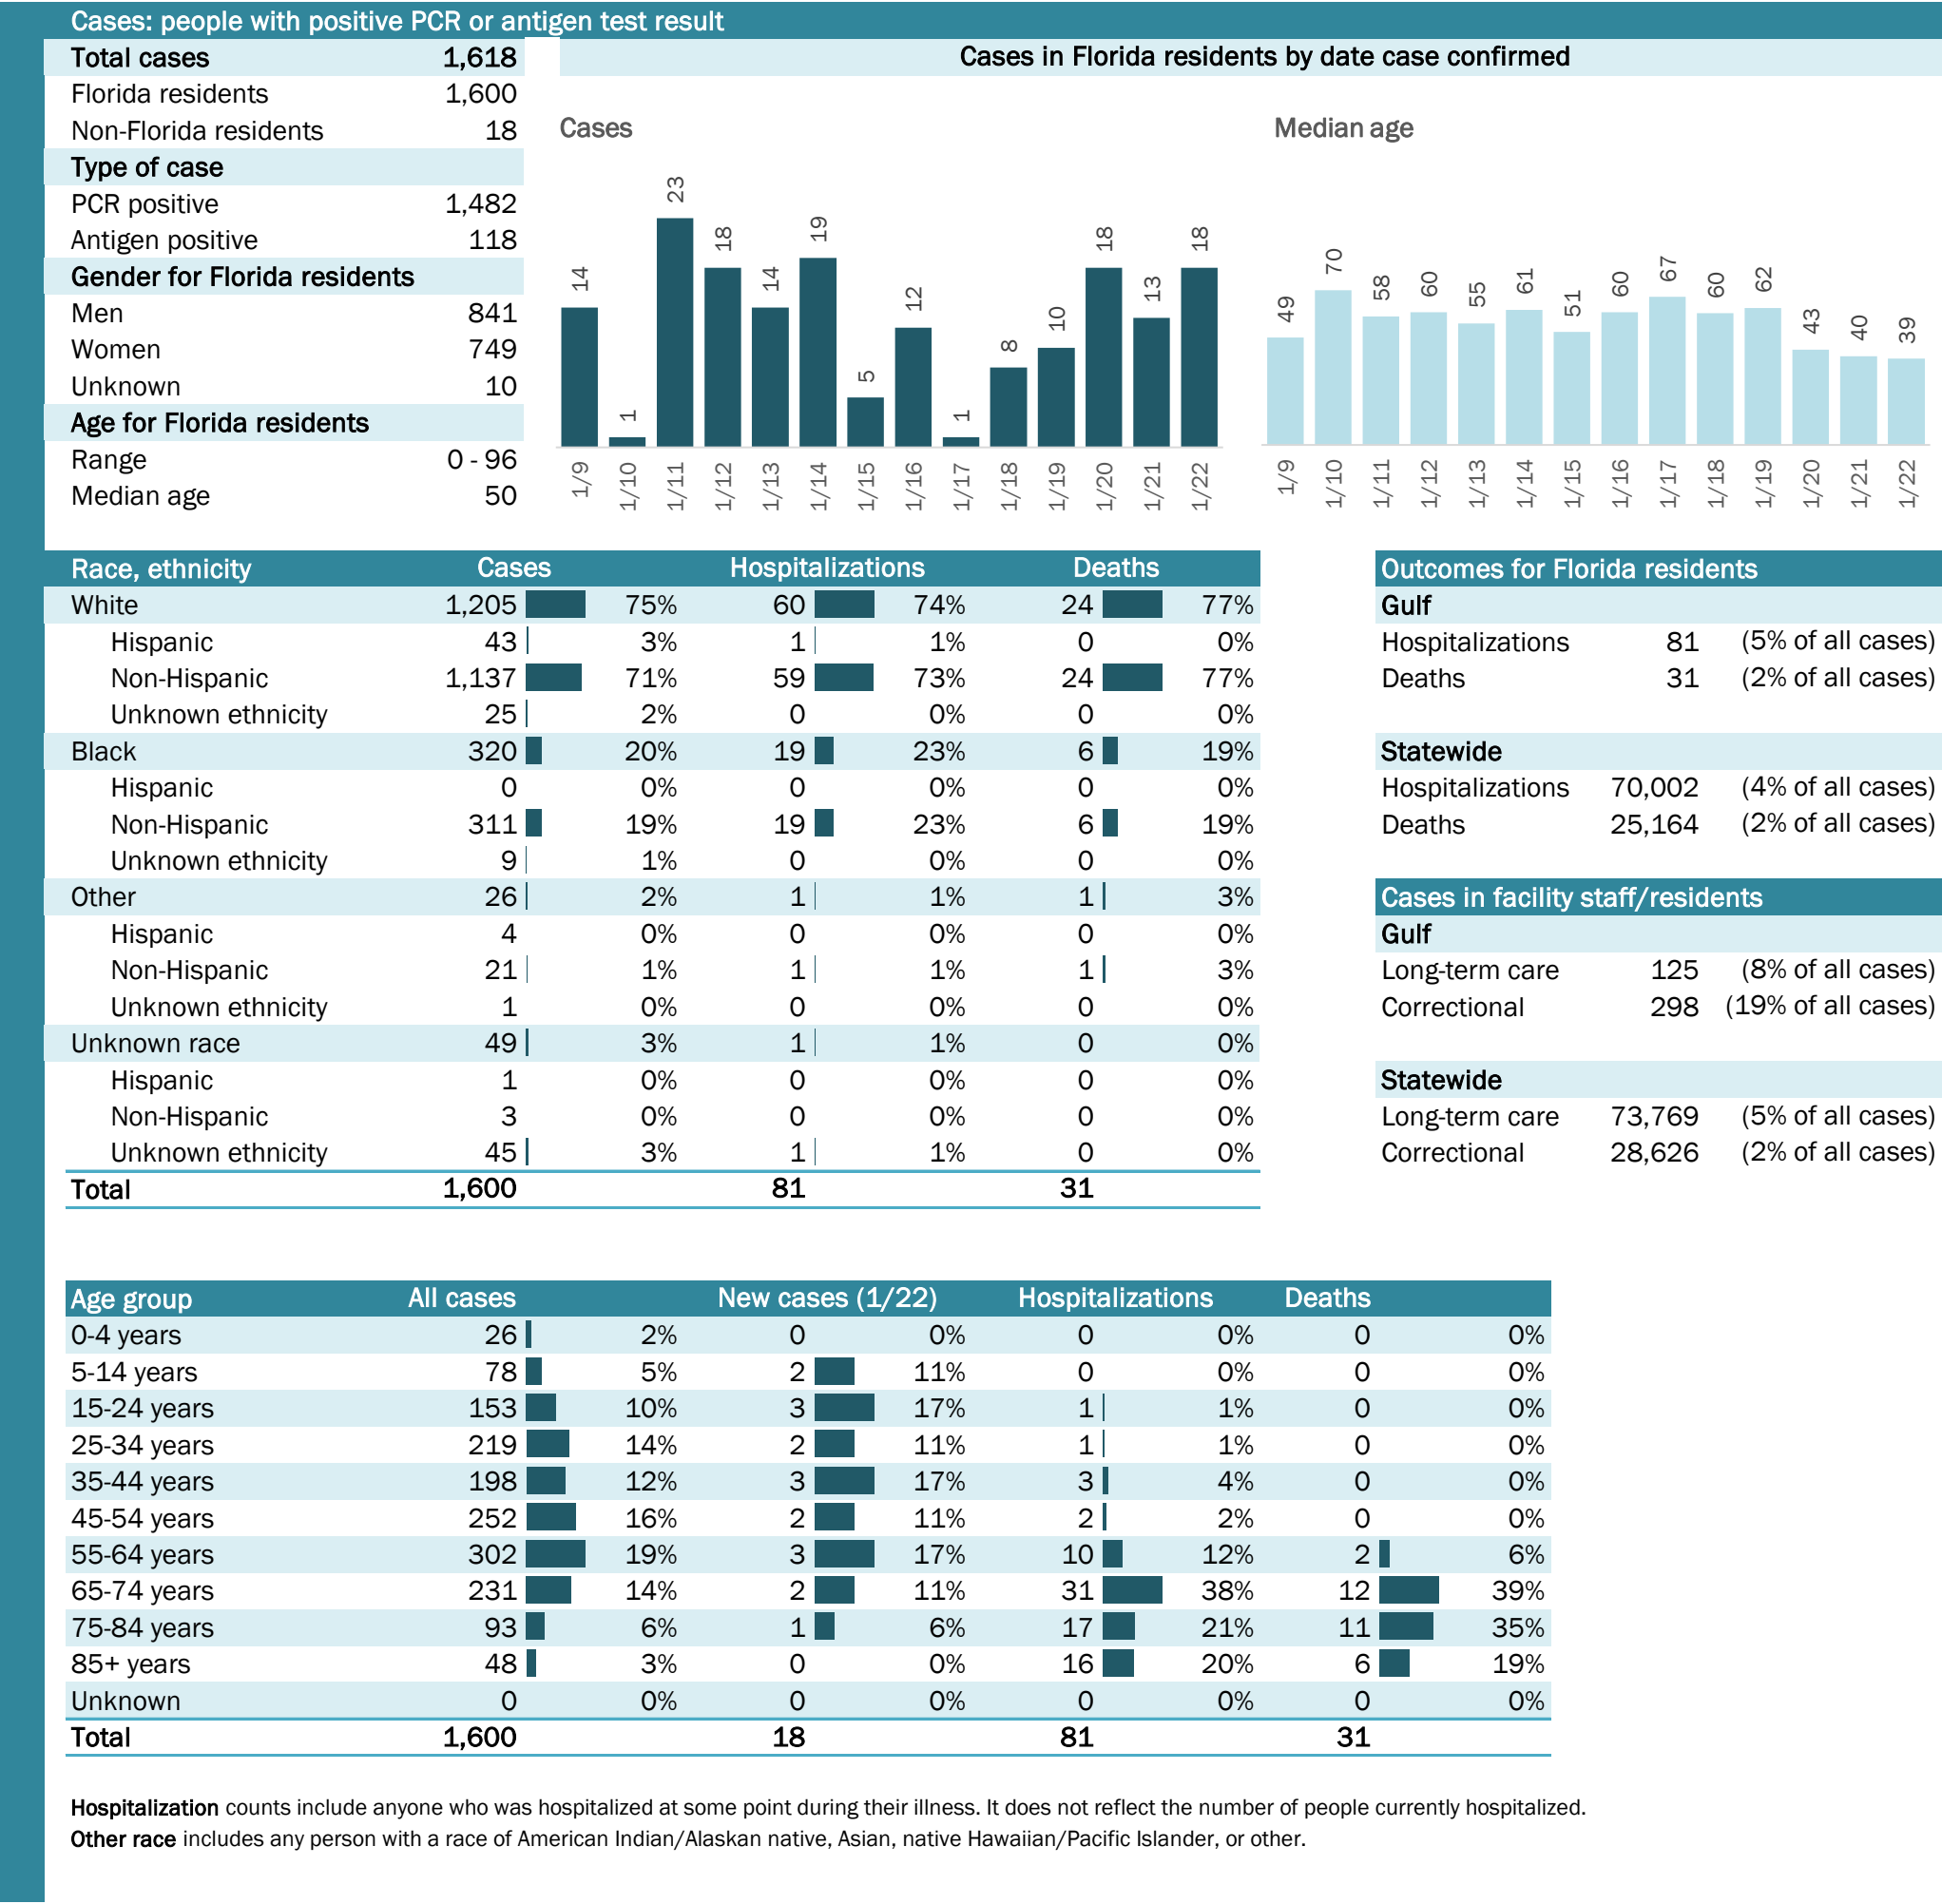 Cases: people with positive PCR or antigen test result
Total cases 1,618
Florida residents 1,600
Non-Florida residents 18
Type of case
PCR positive 1,482
Antigen positive 118
Gender for Florida residents
Men 841
Women 749
Unknown 10
Age for Florida residents
Range 0 - 96
Median age 50
Cases in Florida residents by date case confirmed
Cases
14 1 23 18 14 19 5 12 1 8 10 18 13 18
1/9 1/10 1/11 1/12 1/13 1/14 1/15 1/16 1/17 1/18 1/19 1/20 1/21 1/22
Median age
49 70 58 60 55 61 51 60 67 60 62 43 40 39
1/9 1/10 1/11 1/12 1/13 1/14 1/15 1/16 1/17 1/18 1/19 1/20 1/21 1/22
Race, ethnicity Cases Hospitalizations Deaths
White 1,205 75% 60 74% 24 77%
Hispanic 43 3% 1 1% 0 0%
Non-Hispanic 1,137 71% 59 73% 24 77%
Unknown ethnicity 25 2% 0 0% 0 0%
Black 320 20% 19 23% 6 19%
Hispanic 0 0% 0 0% 0 0%
Non-Hispanic 311 19% 19 23% 6 19%
Unknown ethnicity 9 1% 0 0% 0 0%
Other 26 2% 1 1% 1 3%
Hispanic 4 0% 0 0% 0 0%
Non-Hispanic 21 1% 1 1% 1 3%
Unknown ethnicity 1 0% 0 0% 0 0%
Unknown race 49 3% 1 1% 0 0%
Hispanic 1 0% 0 0% 0 0%
Non-Hispanic 3 0% 0 0% 0 0%
Unknown ethnicity 45 3% 1 1% 0 0%
Total 1,600 81 31
Outcomes for Florida residents
Gulf
Hospitalizations 81 (5% of all cases)
Deaths 31 (2% of all cases)
Statewide
Hospitalizations 70,002 (4% of all cases)
Deaths 25,164 (2% of all cases)
Cases in facility staff/residents
Gulf
Long-term care 125 (8% of all cases)
Correctional 298 (19% of all cases)
Statewide
Long-term care 73,769 (5% of all cases)
Correctional 28,626 (2% of all cases)
Age group All cases New cases (1/22) Hospitalizations Deaths
0-4 years 26 2% 0 0% 0 0% 0 0%
5-14 years 78 5% 2 11% 0 0% 0 0%
15-24 years 153 10% 3 17% 1 1% 0 0%
25-34 years 219 14% 2 11% 1 1% 0 0%
35-44 years 198 12% 3 17% 3 4% 0 0%
45-54 years 252 16% 2 11% 2 2% 0 0%
55-64 years 302 19% 3 17% 10 12% 2 6%
65-74 years 231 14% 2 11% 31 38% 12 39%
75-84 years 93 6% 1 6% 17 21% 11 35%
85+ years 48 3% 0 0% 16 20% 6 19%
Unknown 0 0% 0 0% 0 0% 0 0%
Total 1,600 18 81 31
Hospitalization counts include anyone who was hospitalized at some point during their illness. It does not reflect the number of people currently hospitalized.
Other race includes any person with a race of American Indian/Alaskan native, Asian, native Hawaiian/Pacific Islander, or other.